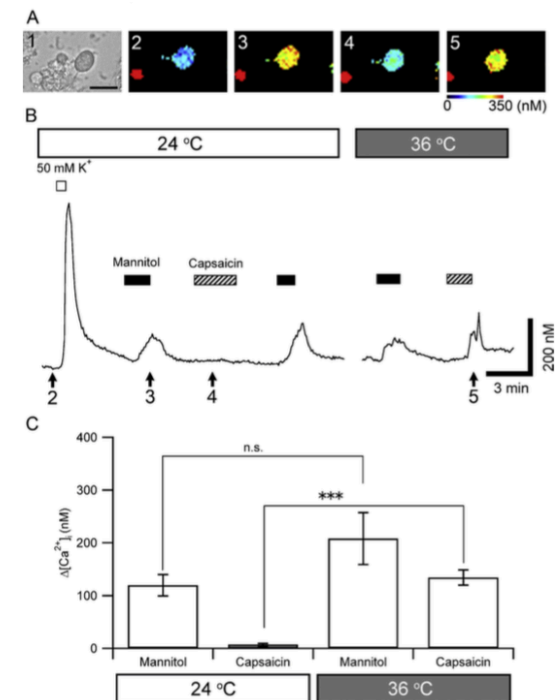 A
1 2 3 4 5
0 350 (nM)
B
24 °C 36 °C
50 mM K+
Mannitol Capsaicin
200 nM
3 min
2 3 4 5
C
400
n.s.
300
***
200
100
0
Δ[Ca2+]i (nM)
Mannitol Capsaicin Mannitol Capsaicin
24 °C 36 °C